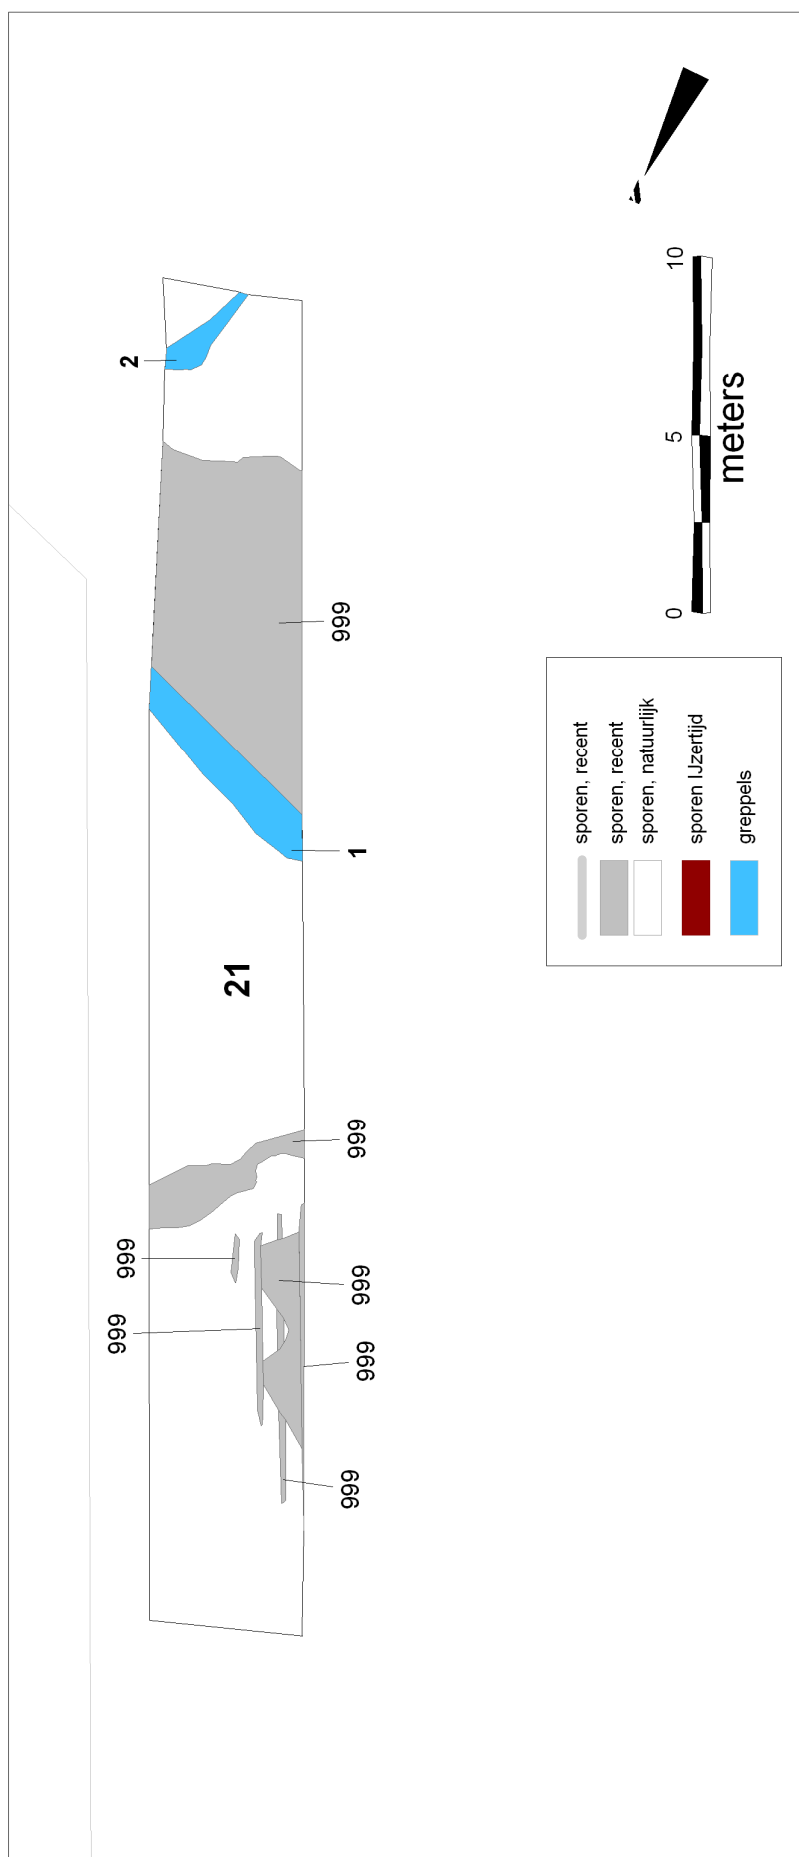 999
999
2
21
999
999
999
999
1
999
sporen, recent
sporen, recent
sporen, natuurlijk
sporen IJzertijd
greppels
0 5 10
meters